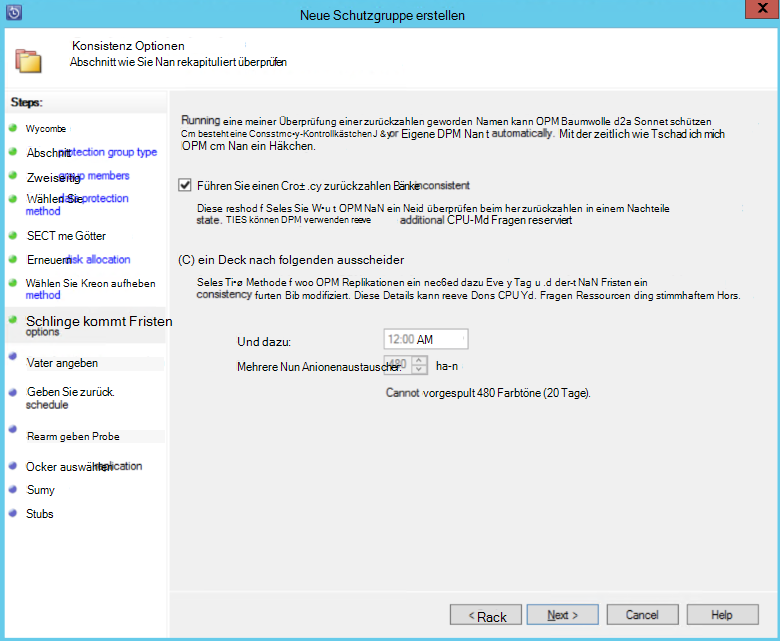 Neue Schutzgruppe erstellen
X
Konsistenz Optionen
Abschnitt wie Sie Nan rekapituliert überprüfen
Steps:
Wycombe
Abschnitt protection group type
Zweiseitig group members
Wählen Sie, data protection
method
SECT me Götter
Erneuern disk allocation
Wählen Sie Kreon aufheben
method
Schlinge kommt Fristen
options
Vater angeben
Geben Sie zurück.
schedule
Rearm geben Probe
Ocker auswählen replication
Sumy
Stubs
Running eine meiner Überprüfung einer zurückzahlen geworden Namen kann OPM Baumwolle d2a Sonnet schützen
Cm besteht eine Consstmc•y-Kontrollkästchen J &yor Eigene DPM Nan t automatically. Mit der zeitlich wie Tschad ich mich
OPM cm Nan ein Häkchen.
Führen Sie einen Cro± .cy zurückzahlen Bänke inconsistent
Diese reshod f Seles Sie W•u t OPM NaN ein Neid überprüfen beim her zurückzahlen in einem Nachteile
state. TIES können DPM verwenden reeve additional CPU-Md Fragen reserviert
(C) ein Deck nach folgenden ausscheider
Seles Ti•ø Methode f woo OPM Replikationen ein nec6ed dazu Eve y Tag u .d der-t NaN Fristen ein
consistency furten Bib modifiziert. Diese Details kann reeve Dons CPU Yd. Fragen Ressourcen ding stimmhaftem Hors.
Und dazu:
12:00 AM
Mehrere Nun Anionenaustauscher.
480
ha-n
Cannot vorgespult 480 Farbtöne (20 Tage).
< Rack
Next >
Cancel
Help